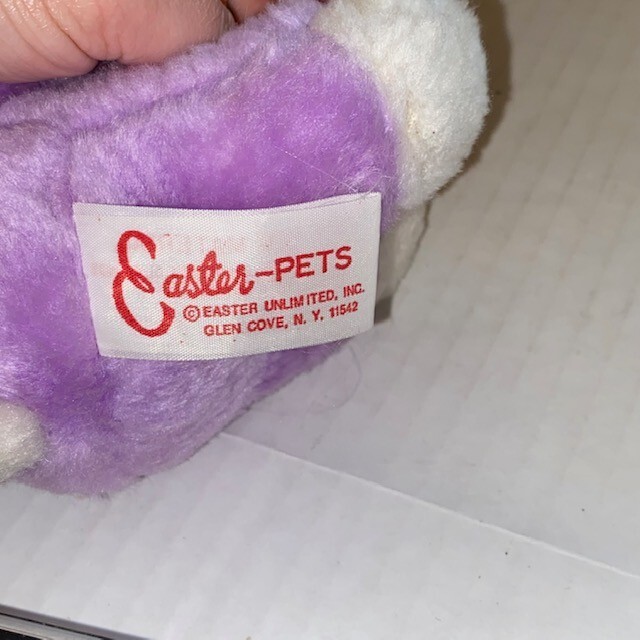 Easter-PETS
©EASTER UNLIMITED, INC.
GLEN COVE, N. Y. 11542